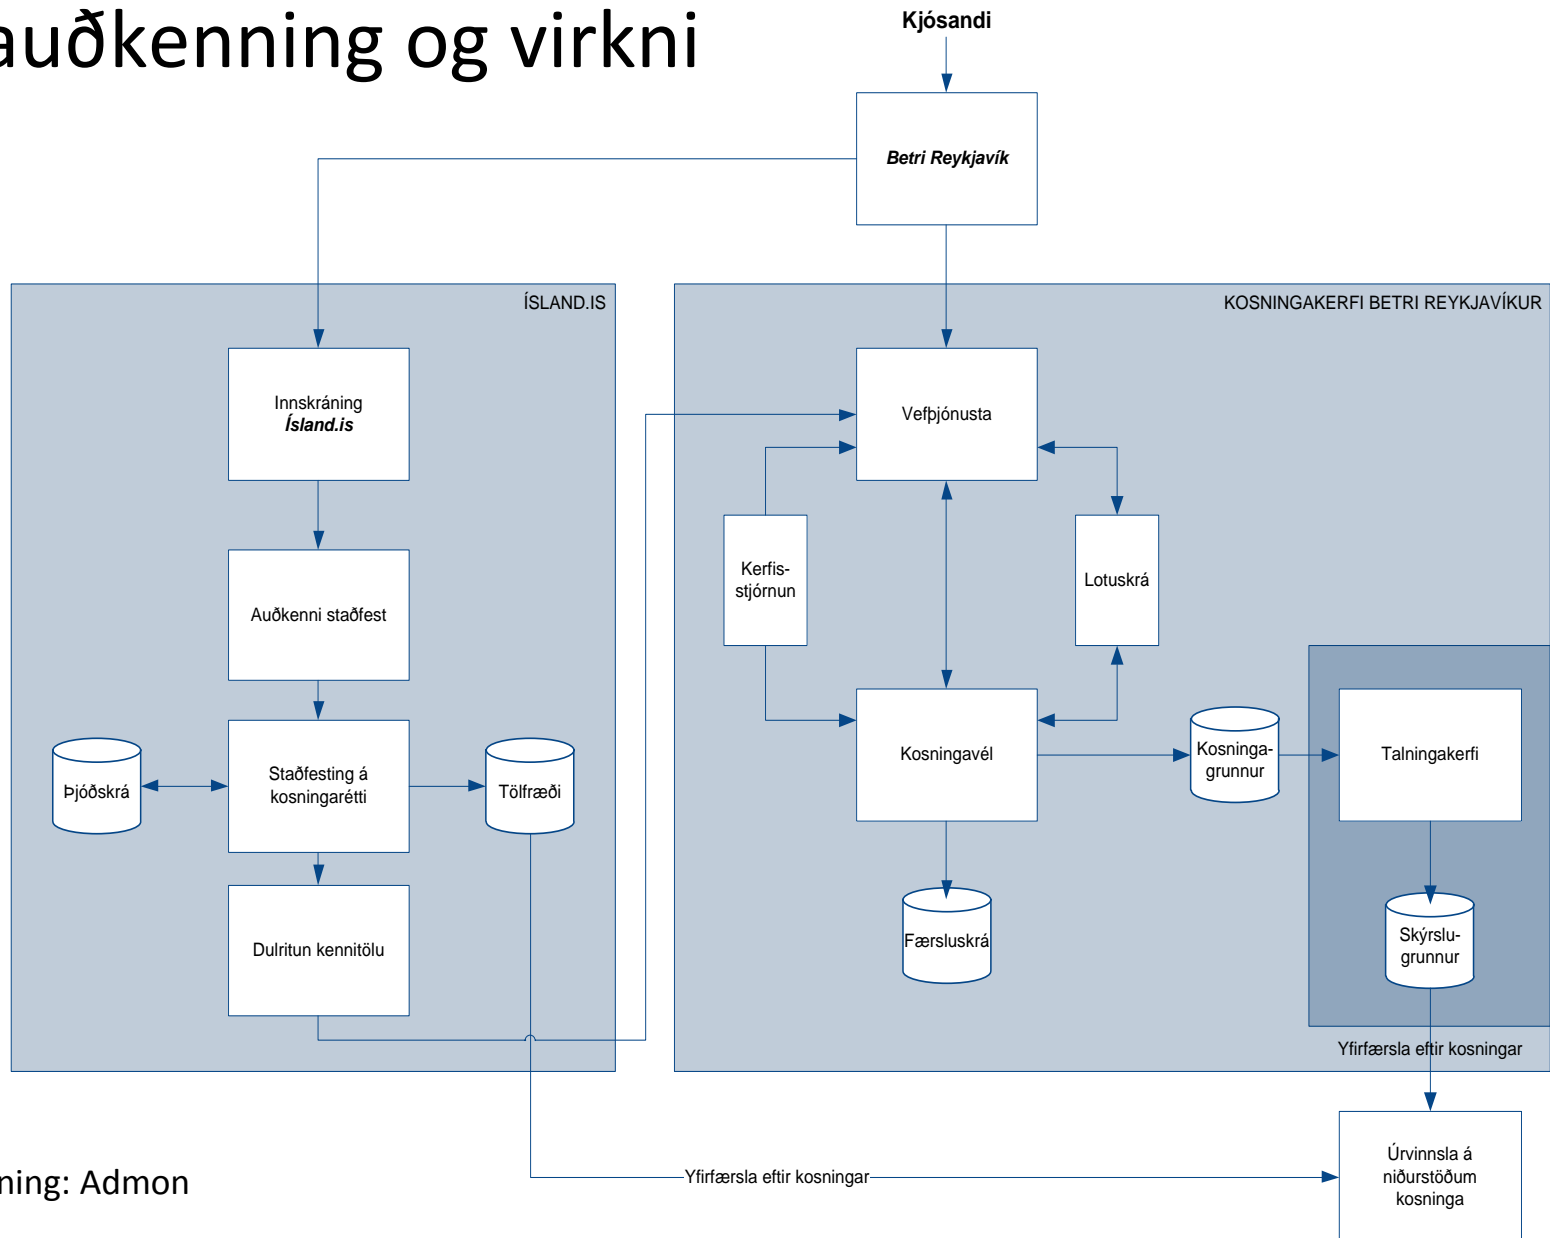 auðkenning og virkni
Kjósandi
Betri Reykjavík
ÍSLAND.IS
KOSNINGAKERFI BETRI REYKJAVÍKUR
Innskráning
Ísland.is
Vefþjónusta
Auðkenni staðfest
Kerfis-
stjórnun
Lotuskrá
Þjóðskrá
Staðfesting á
kosningarétti
Tölfræði
Kosningavél
Kosninga-
grunnur
Talningakerfi
Dulritun kennitölu
Færsluskrá
Skýrslu-
grunnur
Yfirfærsla eftir kosningar
Yfirfærsla eftir kosningar
Úrvinnsla á
niðurstöðum
kosninga
ning: Admon